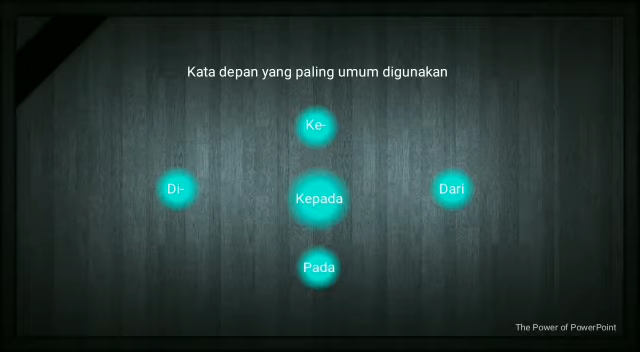 Kata depan yang paling umum digunakan
Ke-
Di-
Kepada
Dari
Pada
The Power of PowerPoint